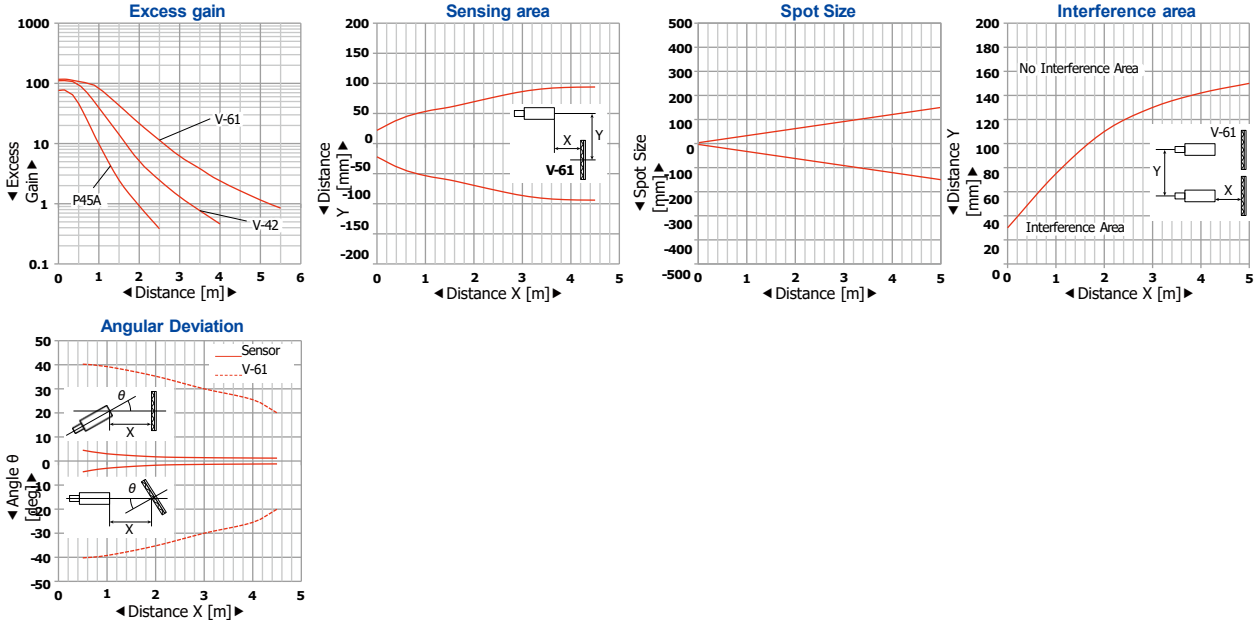 Excess gain
1000
100
10
1
0.1
◄Excess
Gain►
V-61
P45A
V-42
0 1 2 3 4 5 6
◄Distance [m]►
Sensing area
200
150
100
50
0
-50
-100
-150
-200
◄Distance
Y [mm]►
X
Y
V-61
0 1 2 3 4 5
◄Distance X [m]►
Spot Size
500
400
300
200
100
0
-100
-200
-300
-400
-500
◄Spot Size
[mm]►
0 1 2 3 4 5
◄Distance [m]►
Interference area
200
180
160
140
120
100
80
60
40
20
0
◄Distance Y
[mm]►
No Interference Area
V-61
Y
X
Interference Area
0 1 2 3 4 5
◄Distance X [m]►
Angular Deviation
50
40
30
20
10
0
-10
-20
-30
-40
-50
◄Angle θ
[deg]►
Sensor
V-61
θ
X
θ
X
0 1 2 3 4 5
◄Distance X [m]►